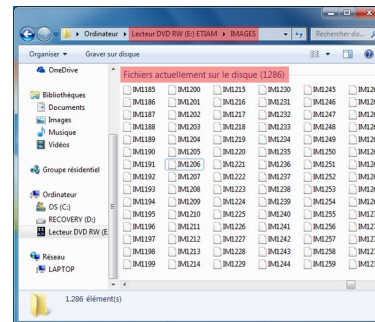 Ordinateur ▸ Lecteur DVD RW (E:) ETIAM ▸ IMAGES
Rechercher da...
Organiser Graver sur disque
OneDrive
Bibliothèques
Documents
Images
Musique
Vidéos
Groupe résidentiel
Ordinateur
OS (C:)
RECOVERY (D:)
Lecteur DVD RW (E
Réseau
LAPTOP
Fichiers actuellement sur le disque (1286)
IM1185 IM1200 IM1215 IM1230 IM1245
IM1186 IM1201 IM1216 IM1231 IM1246
IM1187 IM1202 IM1217 IM1232 IM1247
IM1188 IM1203 IM1218 IM1233 IM1248
IM1189 IM1204 IM1219 IM1234 IM1249
IM1190 IM1205 IM1220 IM1235 IM1250
IM1191 IM1206 IM1221 IM1236 IM1251
IM1192 IM1207 IM1222 IM1237 IM1252
IM1193 IM1208 IM1223 IM1238 IM1253
IM1194 IM1209 IM1224 IM1239 IM1254
IM1195 IM1210 IM1225 IM1240 IM1255
IM1196 IM1211 IM1226 IM1241 IM1256
IM1197 IM1212 IM1227 IM1242 IM1257
IM1198 IM1213 IM1228 IM1243 IM1258
IM1199 IM1214 IM1229 IM1244 IM1259
1.286 élément(s)